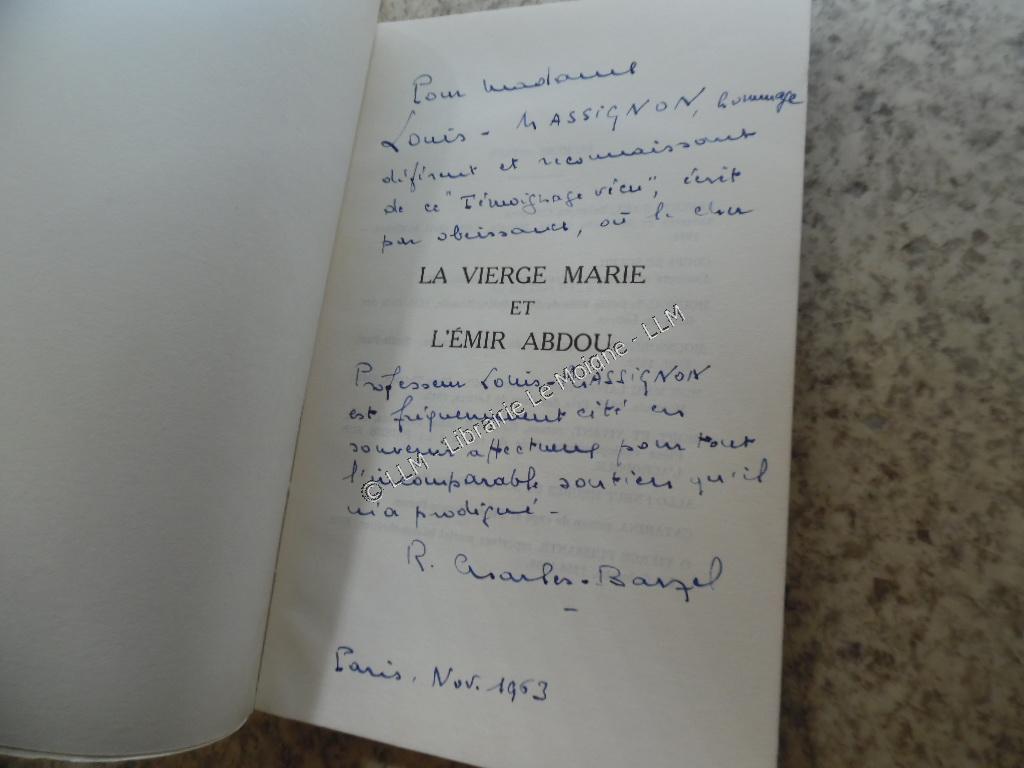 Pour Madame
Louis - MASSIGNON, hommage
déférent et reconnaissant
de ce "Témoignage vécu", écrit
par obéissance, où le cher
LA VIERGE MARIE
ET
L'ÉMIR ABDOU
Professeur Louis-MASSIGNON
est fréquemment cité en
souvenir affectueux pour tout
l'incomparable soutien qu'il
m'a prodigué -
R. Charles-Barzel
Paris. Nov. 1963
© LLM - Librairie Le Moigne - LLM